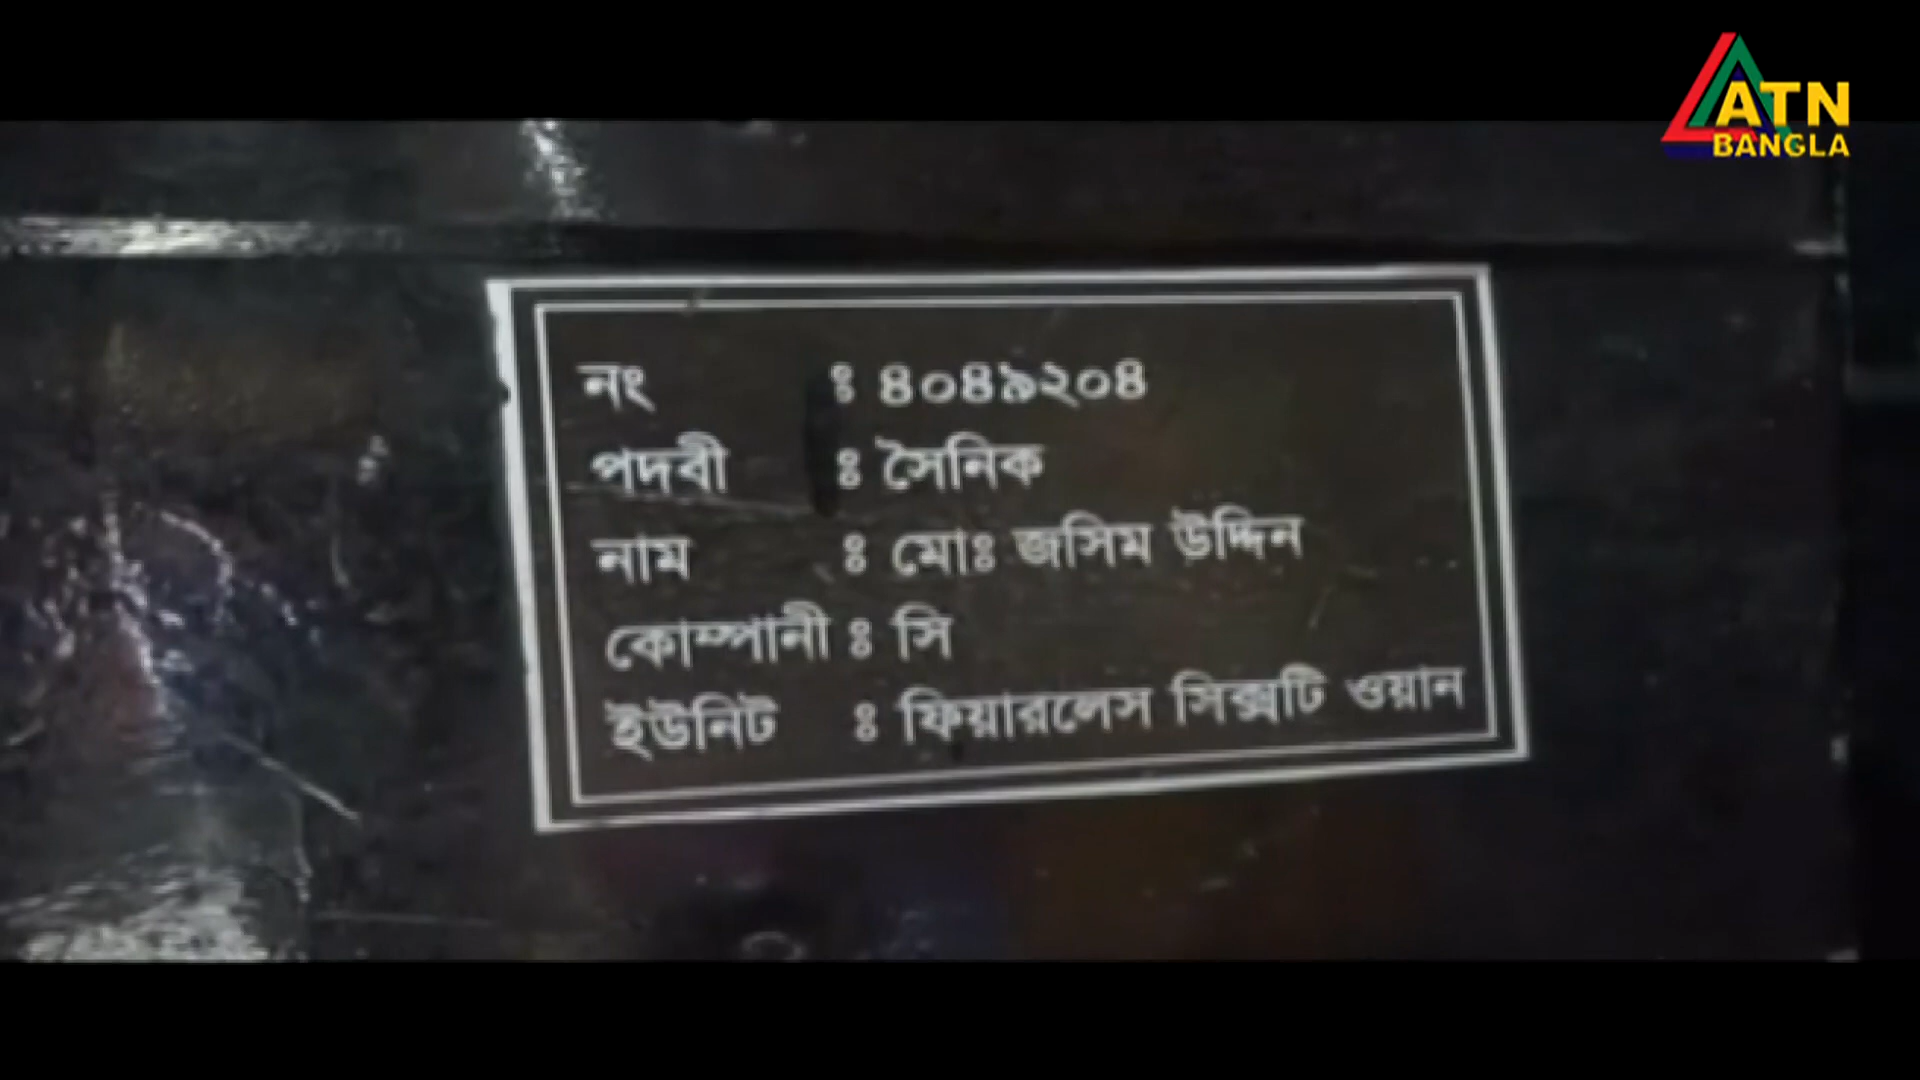 ATN
BANGLA
নং : ৪০৪৯২০৪
পদবী : সৈনিক
নাম : মোঃ জসিম উদ্দিন
কোম্পানী : সি
ইউনিট : ফিয়ারলেস সিক্সটি ওয়ান